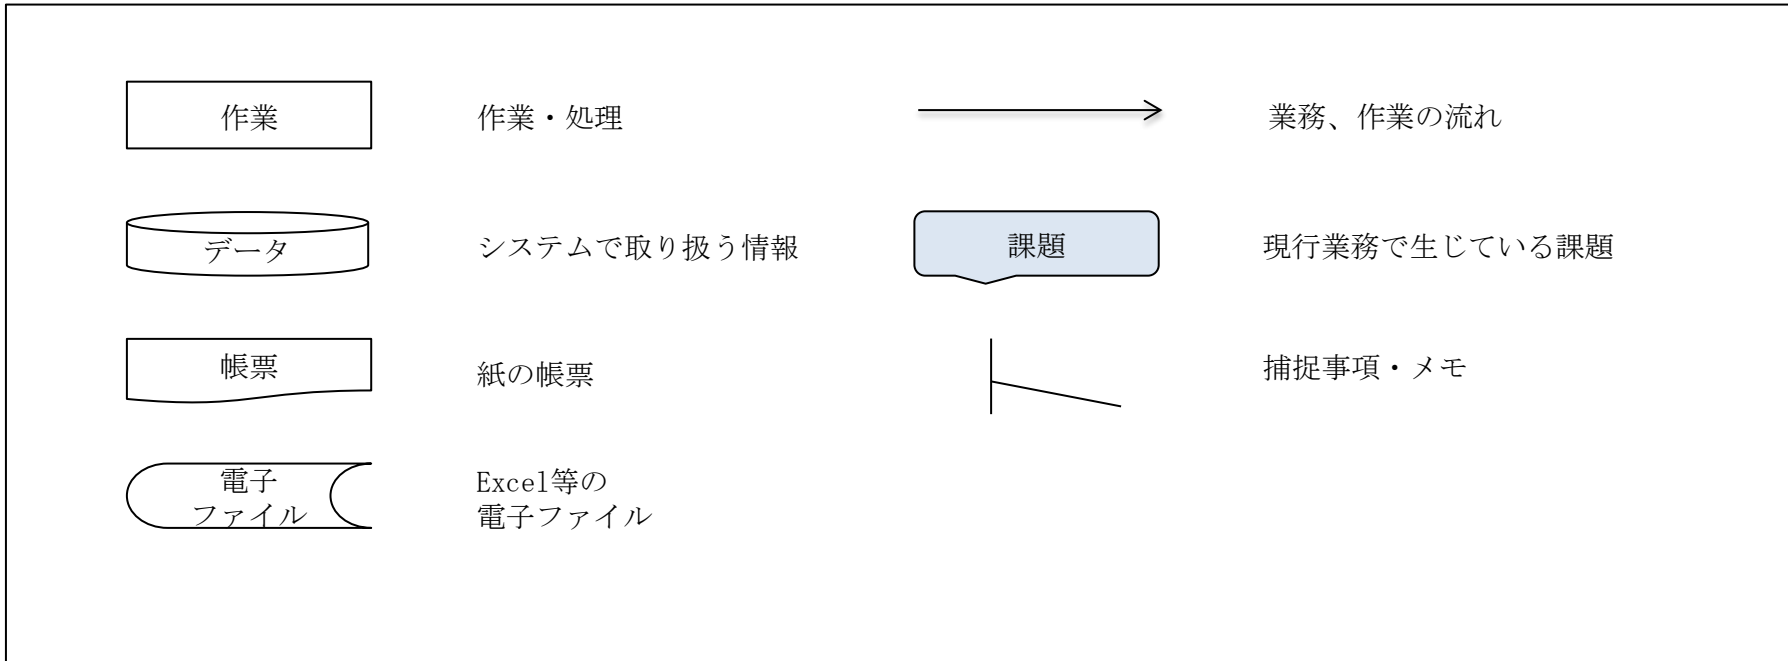 作業
作業・処理
業務、作業の流れ
データ
システムで取り扱う情報
課題
現行業務で生じている課題
帳票
紙の帳票
捕捉事項・メモ
電子
ファイル
Excel等の
電子ファイル